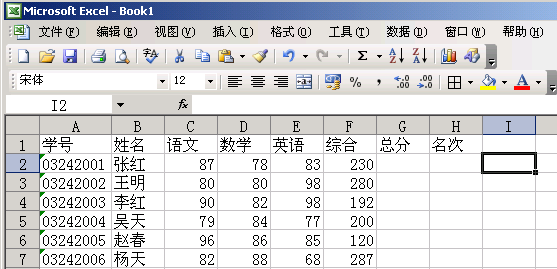 Microsoft Excel - Book1
文件(F) 编辑(E) 视图(V) 插入(I) 格式(O) 工具(T) 数据(D) 窗口(W) 帮助(H)
宋体 12 B I U % , .00
I2 fx
A B C D E F G H I
1 学号 姓名 语文 数学 英语 综合 总分 名次
2 03242001 张红 87 78 83 230
3 03242002 王明 80 80 98 280
4 03242003 李红 90 82 98 192
5 03242004 吴天 79 84 77 200
6 03242005 赵春 96 86 85 120
7 03242006 杨天 82 88 68 287